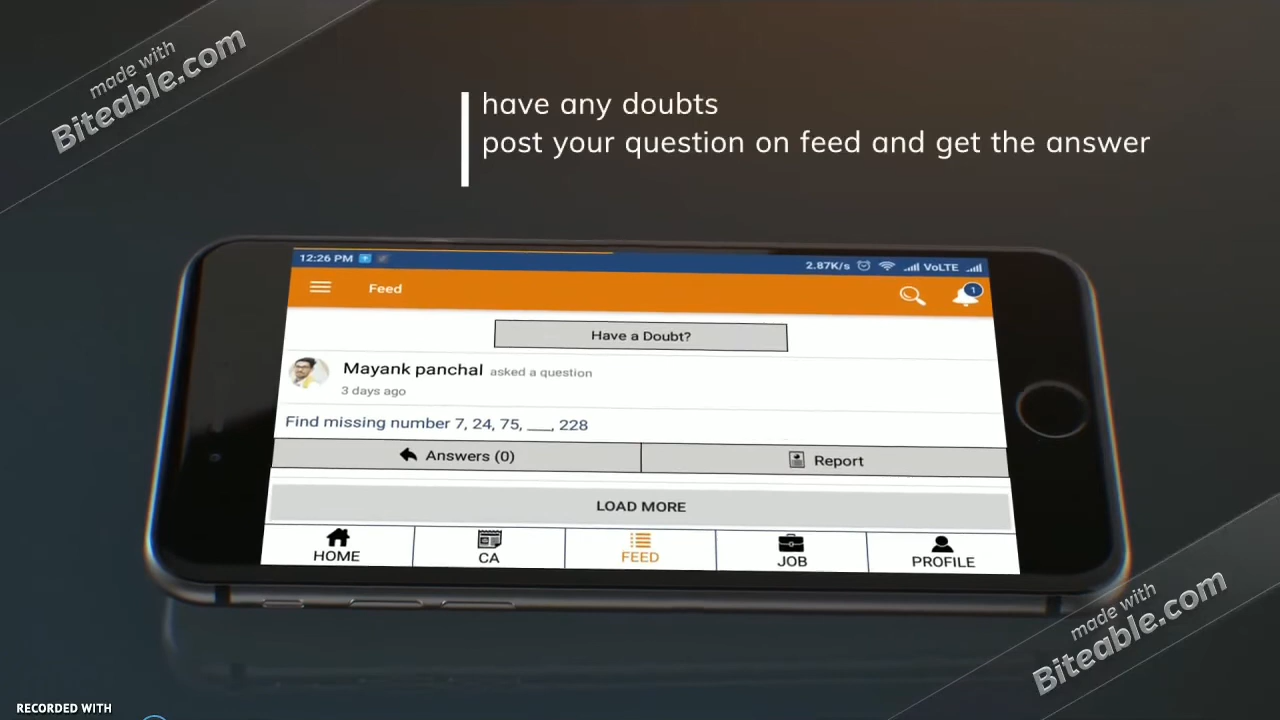 made with
Biteable.com
have any doubts
post your question on feed and get the answer
12:26 PM 2.87K/s VoLTE
Feed 1
Have a Doubt?
Mayank panchal asked a question
3 days ago
Find missing number 7, 24, 75, ___, 228
Answers (0) Report
LOAD MORE
HOME CA FEED JOB PROFILE
made with
Biteable.com
RECORDED WITH